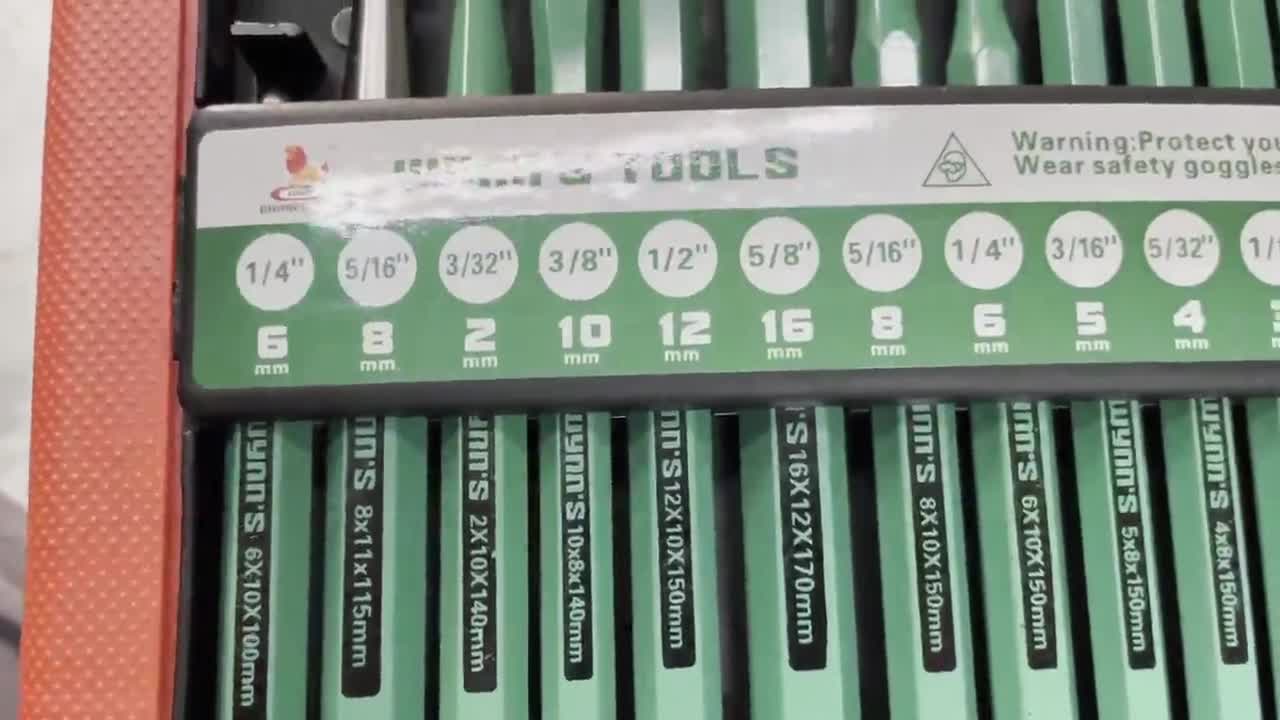 TOOLS
Warning:Protect
Wear safety goggles
1/4" 5/16" 3/32" 3/8" 1/2" 5/8" 5/16" 1/4" 3/16" 5/32"
6 8 2 10 12 16 8 6 5 4
mm mm mm mm mm mm mm mm mm mm
6X10X100mm
8x11x115mm
2X10X140mm
10x8x140mm
12X10X150mm
16X12X170mm
8X10X150mm
6X10X150mm
5x8x150mm
4x8x150mm